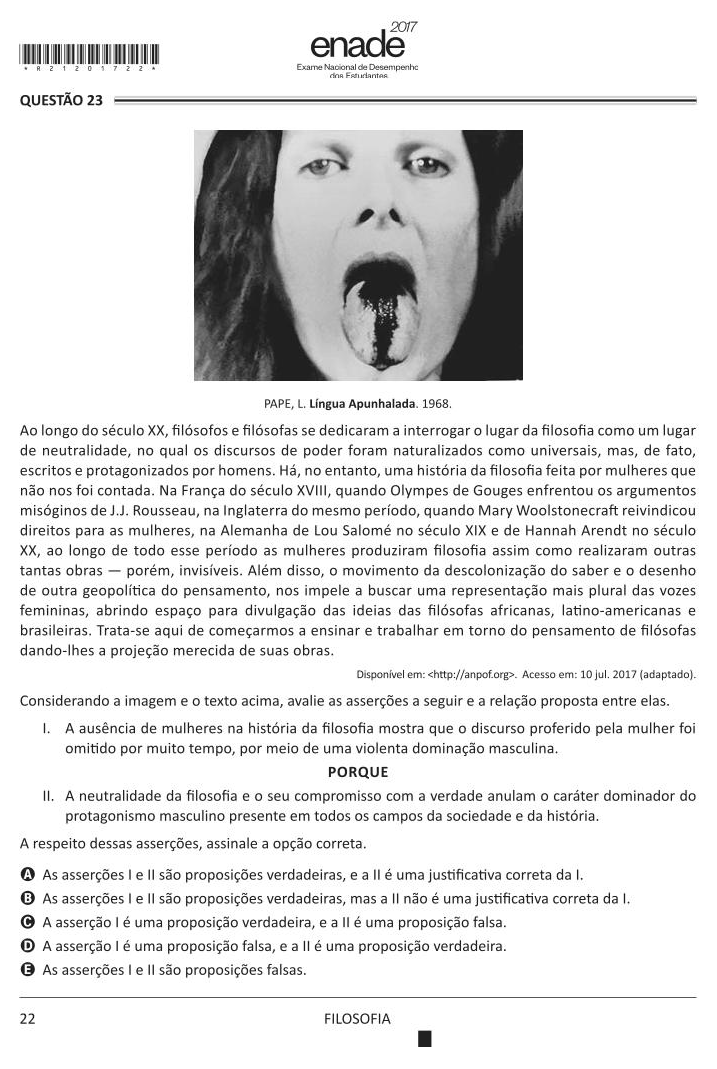 2017
enade
Exame Nacional de Desempenho
dos Estudantes
* R 2 1 2 0 1 7 2 2 *
QUESTÃO 23
PAPE, L. Língua Apunhalada. 1968.
Ao longo do século XX, filósofos e filósofas se dedicaram a interrogar o lugar da filosofia como um lugar
de neutralidade, no qual os discursos de poder foram naturalizados como universais, mas, de fato,
escritos e protagonizados por homens. Há, no entanto, uma história da filosofia feita por mulheres que
não nos foi contada. Na França do século XVIII, quando Olympes de Gouges enfrentou os argumentos
misóginos de J.J. Rousseau, na Inglaterra do mesmo período, quando Mary Woolstonecraft reivindicou
direitos para as mulheres, na Alemanha de Lou Salomé no século XIX e de Hannah Arendt no século
XX, ao longo de todo esse período as mulheres produziram filosofia assim como realizaram outras
tantas obras — porém, invisíveis. Além disso, o movimento da descolonização do saber e o desenho
de outra geopolítica do pensamento, nos impele a buscar uma representação mais plural das vozes
femininas, abrindo espaço para divulgação das ideias das filósofas africanas, latino-americanas e
brasileiras. Trata-se aqui de começarmos a ensinar e trabalhar em torno do pensamento de filósofas
dando-lhes a projeção merecida de suas obras.
Disponível em: <http://anpof.org>. Acesso em: 10 jul. 2017 (adaptado).
Considerando a imagem e o texto acima, avalie as asserções a seguir e a relação proposta entre elas.
I. A ausência de mulheres na história da filosofia mostra que o discurso proferido pela mulher foi
omitido por muito tempo, por meio de uma violenta dominação masculina.
PORQUE
II. A neutralidade da filosofia e o seu compromisso com a verdade anulam o caráter dominador do
protagonismo masculino presente em todos os campos da sociedade e da história.
A respeito dessas asserções, assinale a opção correta.
A As asserções I e II são proposições verdadeiras, e a II é uma justificativa correta da I.
B As asserções I e II são proposições verdadeiras, mas a II não é uma justificativa correta da I.
C A asserção I é uma proposição verdadeira, e a II é uma proposição falsa.
D A asserção I é uma proposição falsa, e a II é uma proposição verdadeira.
E As asserções I e II são proposições falsas.
22
FILOSOFIA